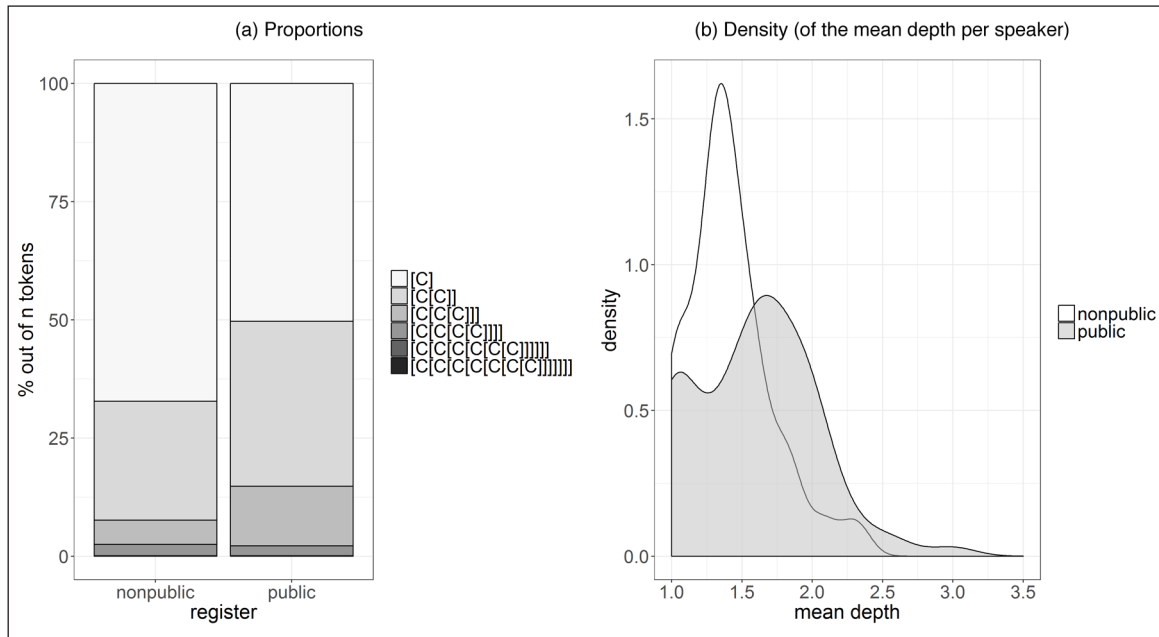 (a) Proportions
100
75
50
25
0
% out of n tokens
nonpublic public
register
[C]
[C[C]]
[C[C[C]]]
[C[C[C[C]]]]
[C[C[C[C[C[C]]]]]]
[C[C[C[C[C[C[C]]]]]]]
(b) Density (of the mean depth per speaker)
1.5
1.0
0.5
0.0
density
1.0 1.5 2.0 2.5 3.0 3.5
mean depth
nonpublic
public